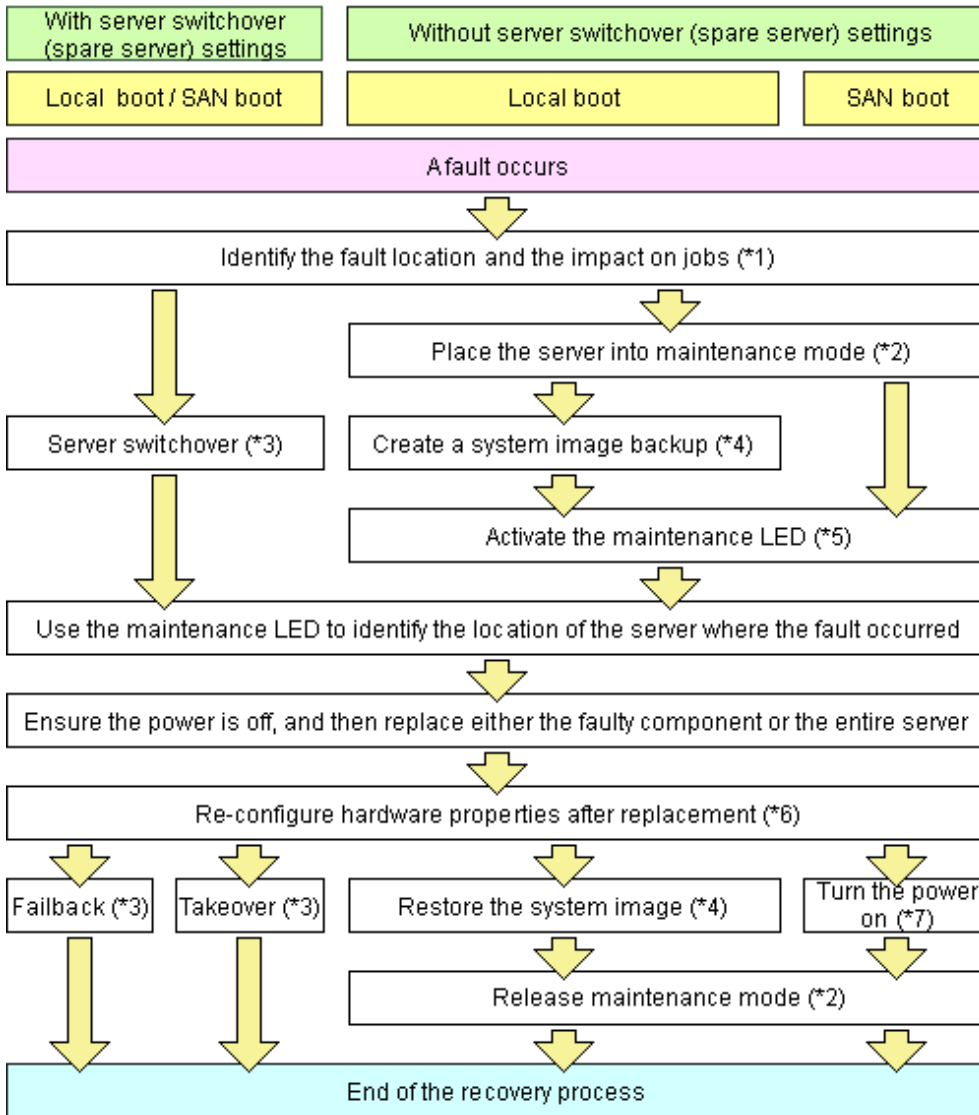 With server switchover
(spare server) settings
Without server switchover (spare server) settings
Local boot / SAN boot
Local boot
SAN boot
A fault occurs
Identify the fault location and the impact on jobs (*1)
Place the server into maintenance mode (*2)
Server switchover (*3)
Create a system image backup (*4)
Activate the maintenance LED (*5)
Use the maintenance LED to identify the location of the server where the fault occurred
Ensure the power is off, and then replace either the faulty component or the entire server
Re-configure hardware properties after replacement (*6)
Failback (*3)
Takeover (*3)
Restore the system image (*4)
Turn the power
on (*7)
Release maintenance mode (*2)
End of the recovery process